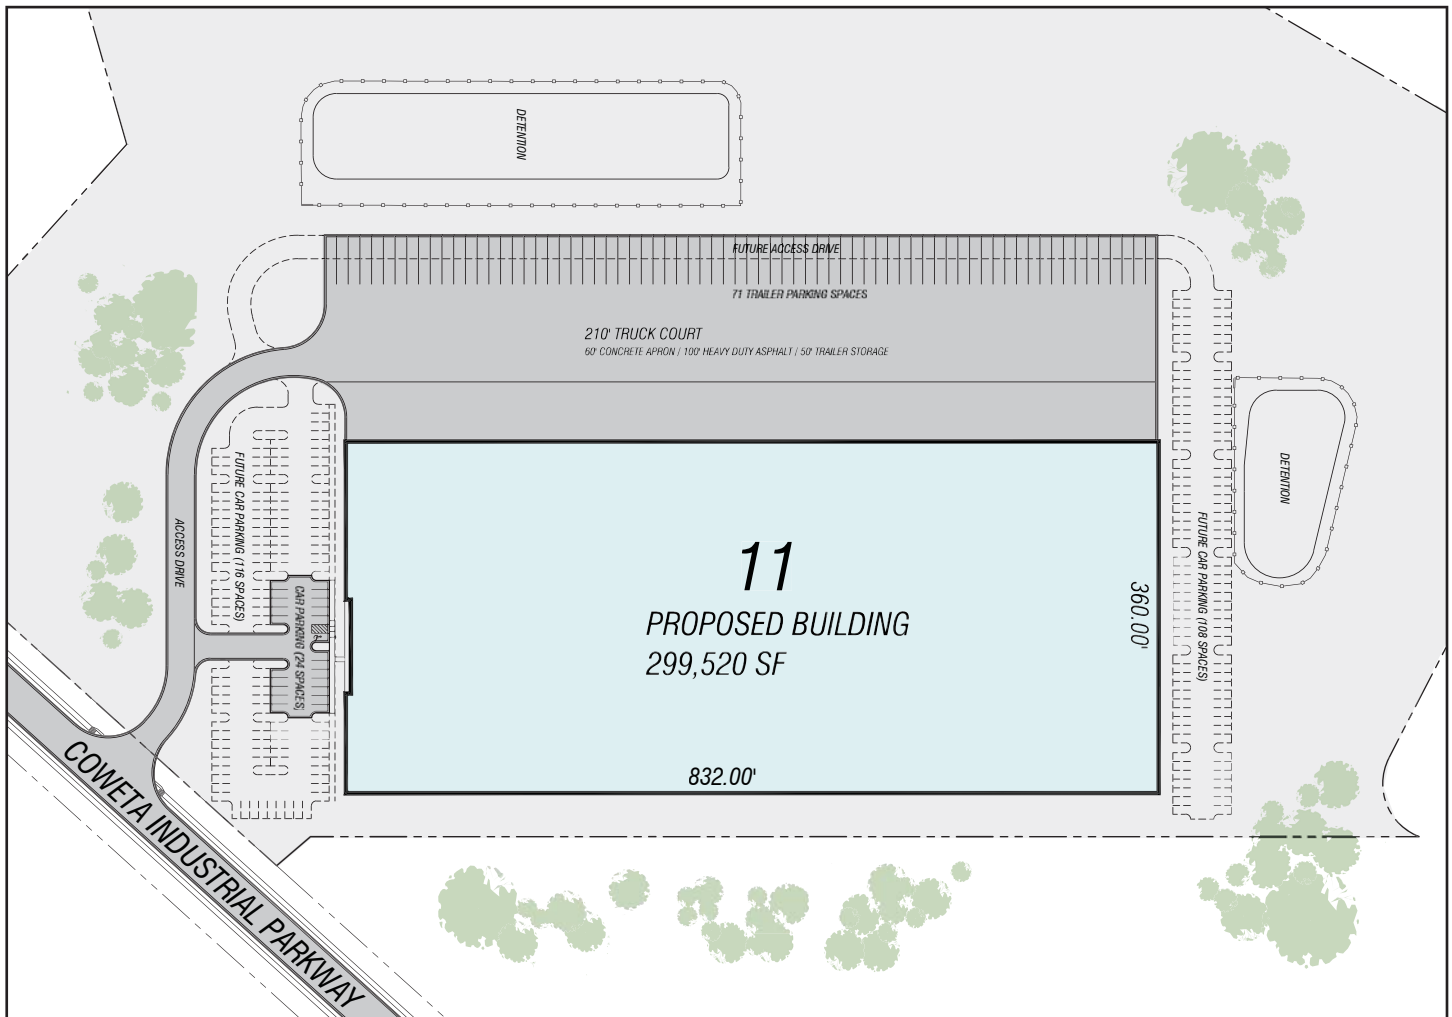 DETENTION
FUTURE ACCESS DRIVE
71 TRAILER PARKING SPACES
210' TRUCK COURT
60' CONCRETE APRON / 100' HEAVY DUTY ASPHALT / 50' TRAILER STORAGE
FUTURE CAR PARKING (116 SPACES)
ACCESS DRIVE
CAR PARKING (24 SPACES)
11
PROPOSED BUILDING
299,520 SF
360.00'
832.00'
FUTURE CAR PARKING (108 SPACES)
DETENTION
COWETA INDUSTRIAL PARKWAY